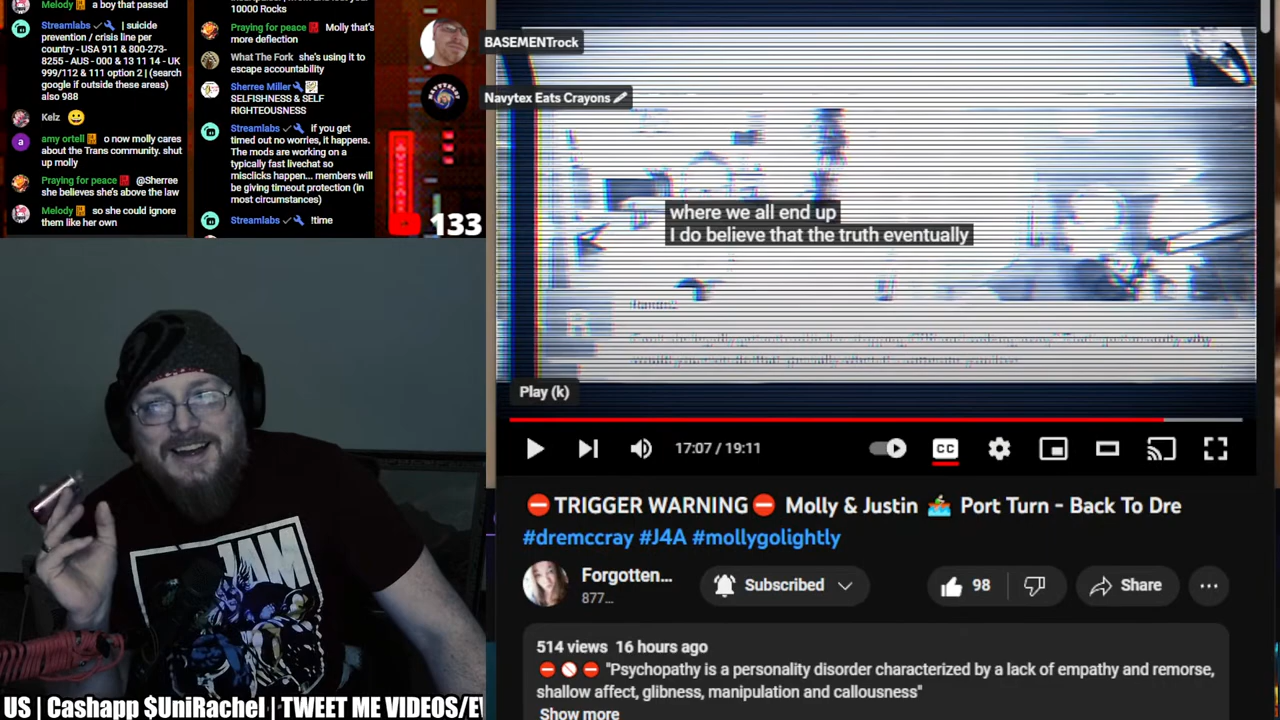 Melody a boy that passed
Streamlabs | suicide
prevention / crisis line per
country - USA 911 & 800-273-
8255 - AUS - 000 & 13 11 14 - UK
999/112 & 111 option 2 | (search
google if outside these areas)
also 988
Kelz 😀
amy ortell o now molly cares
about the Trans community. shut
up molly
Praying for peace @Sherree
she believes she's above the law
Melody so she could ignore
them like her own
10000 Rocks
Praying for peace Molly that's
more deflection
What The Fork she's using it to
escape accountability
Sherree Miller
SELFISHNESS & SELF
RIGHTEOUSNESS
Streamlabs if you get
timed out no worries, it happens.
The mods are working on a
typically fast livechat so
misclicks happen... members will
be giving timeout protection (in
most circumstances)
Streamlabs !time
133
BASEMENTrock
Navytex Eats Crayons
where we all end up
I do believe that the truth eventually
R
Play (k)
17:07 / 19:11
CC
⛔TRIGGER WARNING⛔ Molly & Justin 🚣 Port Turn - Back To Dre
#dremccray #J4A #mollygolightly
Forgotten...
877...
Subscribed
98
Share
514 views 16 hours ago
⛔🚫⛔ "Psychopathy is a personality disorder characterized by a lack of empathy and remorse,
shallow affect, glibness, manipulation and callousness"
Show more
JAM
US | Cashapp $UniRachel | TWEET ME VIDEOS/E